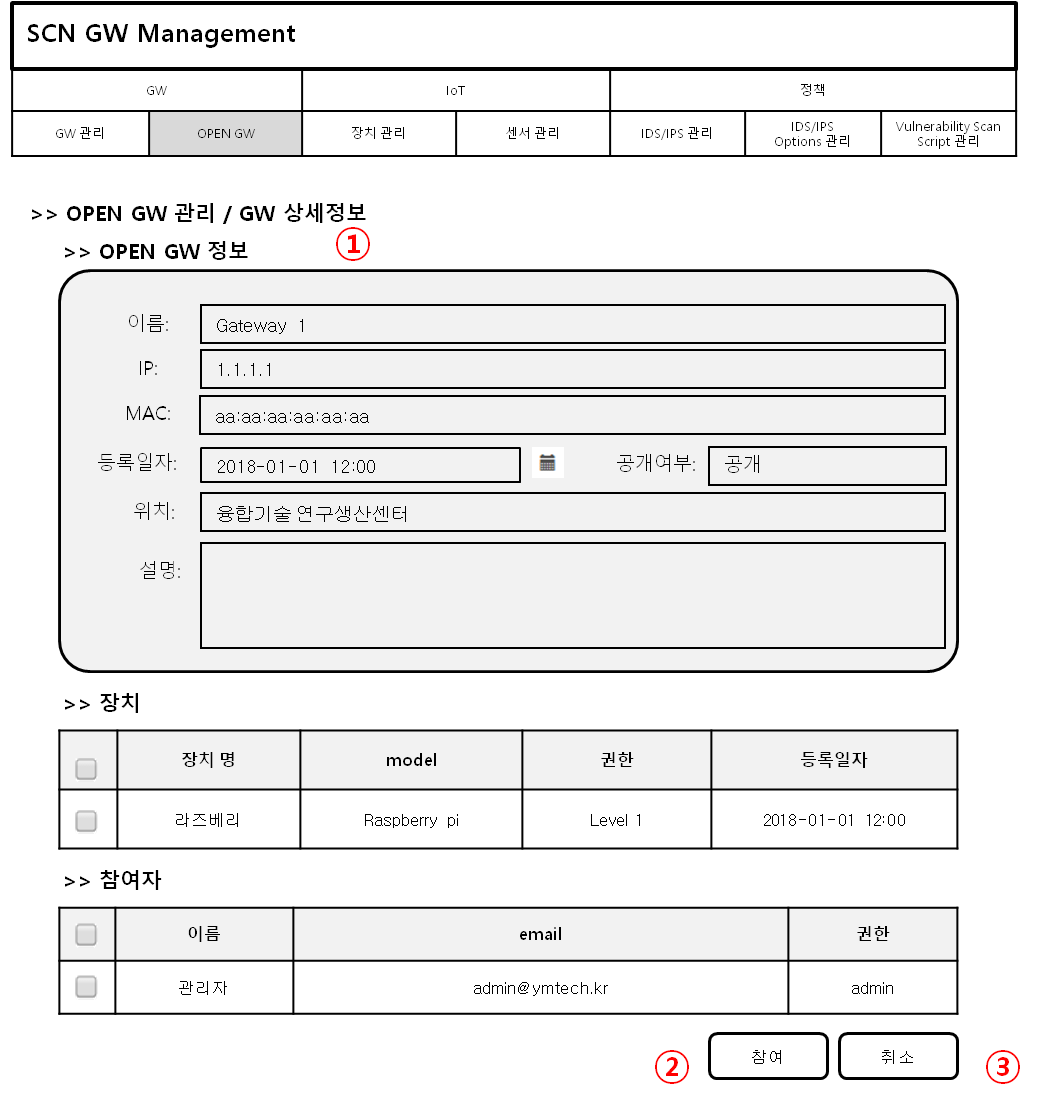 SCN GW Management
GW IoT 정책
GW 관리 OPEN GW 장치 관리 센서 관리 IDS/IPS 관리 IDS/IPS Options 관리 Vulnerability Scan Script 관리
>> OPEN GW 관리 / GW 상세정보
>> OPEN GW 정보 ①
이름: Gateway 1
IP: 1.1.1.1
MAC: aa:aa:aa:aa:aa:aa
등록일자: 2018-01-01 12:00 공개여부: 공개
위치: 융합기술 연구생산센터
설명:
>> 장치
장치 명 model 권한 등록일자
라즈베리 Raspberry pi Level 1 2018-01-01 12:00
>> 참여자
이름 email 권한
관리자 admin@ymtech.kr admin
② 참여 취소 ③